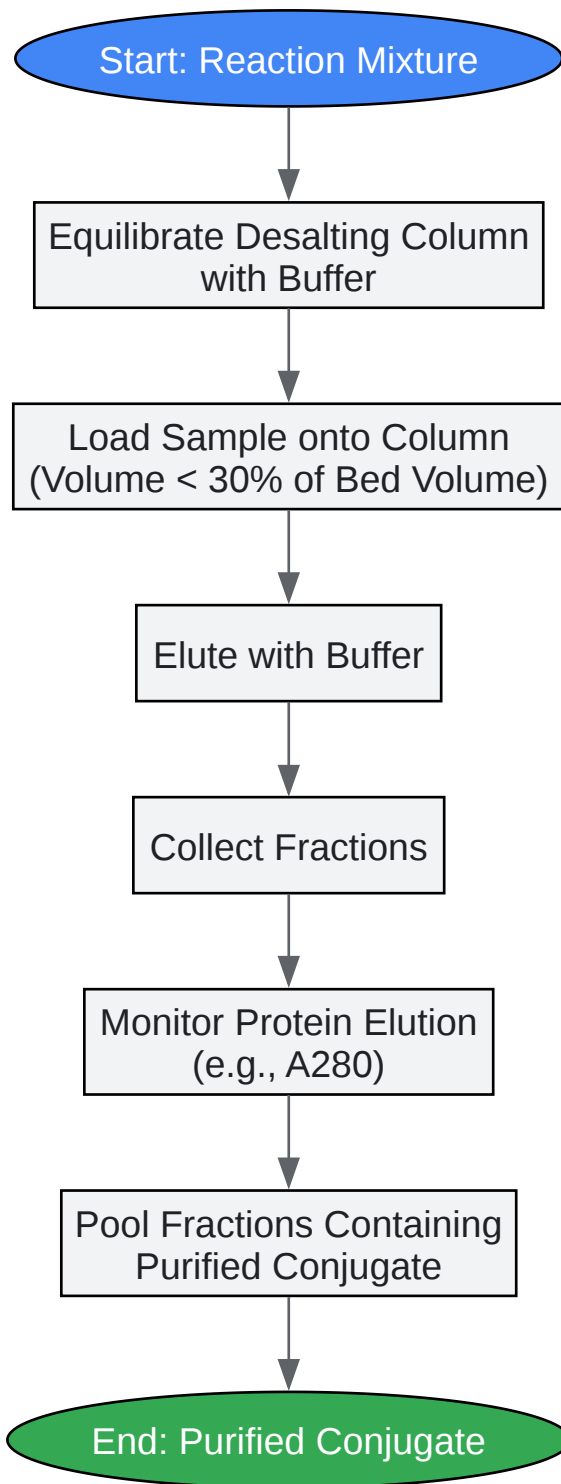 Start: Reaction Mixture
Equilibrate Desalting Column
with Buffer
Load Sample onto Column
(Volume < 30% of Bed Volume)
Elute with Buffer
Collect Fractions
Monitor Protein Elution
(e.g., A280)
Pool Fractions Containing
Purified Conjugate
End: Purified Conjugate